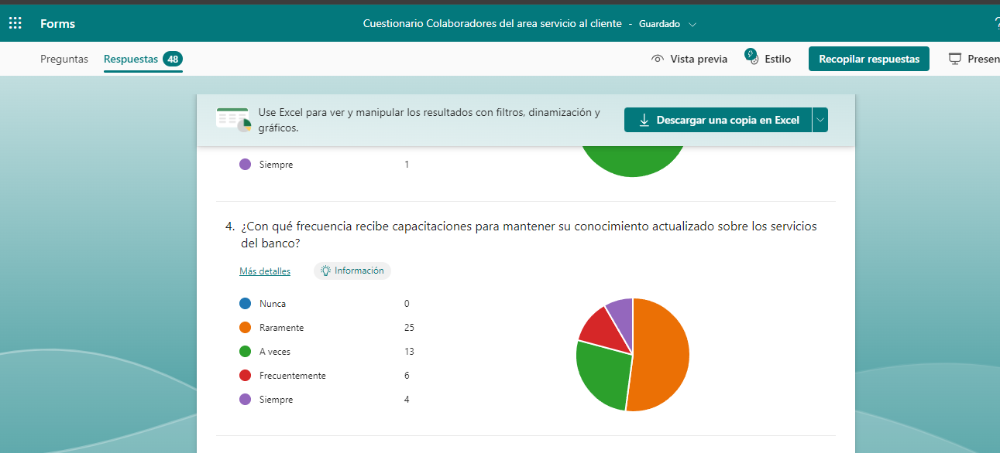 Forms
Cuestionario Colaboradores del area servicio al cliente - Guardado
Preguntas
Respuestas 48
Vista previa
Estilo
Recopilar respuestas
Presen
Use Excel para ver y manipular los resultados con filtros, dinamización y
gráficos.
Descargar una copia en Excel
Siempre 1
4. ¿Con qué frecuencia recibe capacitaciones para mantener su conocimiento actualizado sobre los servicios
del banco?
Más detalles
Información
Nunca 0
Raramente 25
A veces 13
Frecuentemente 6
Siempre 4